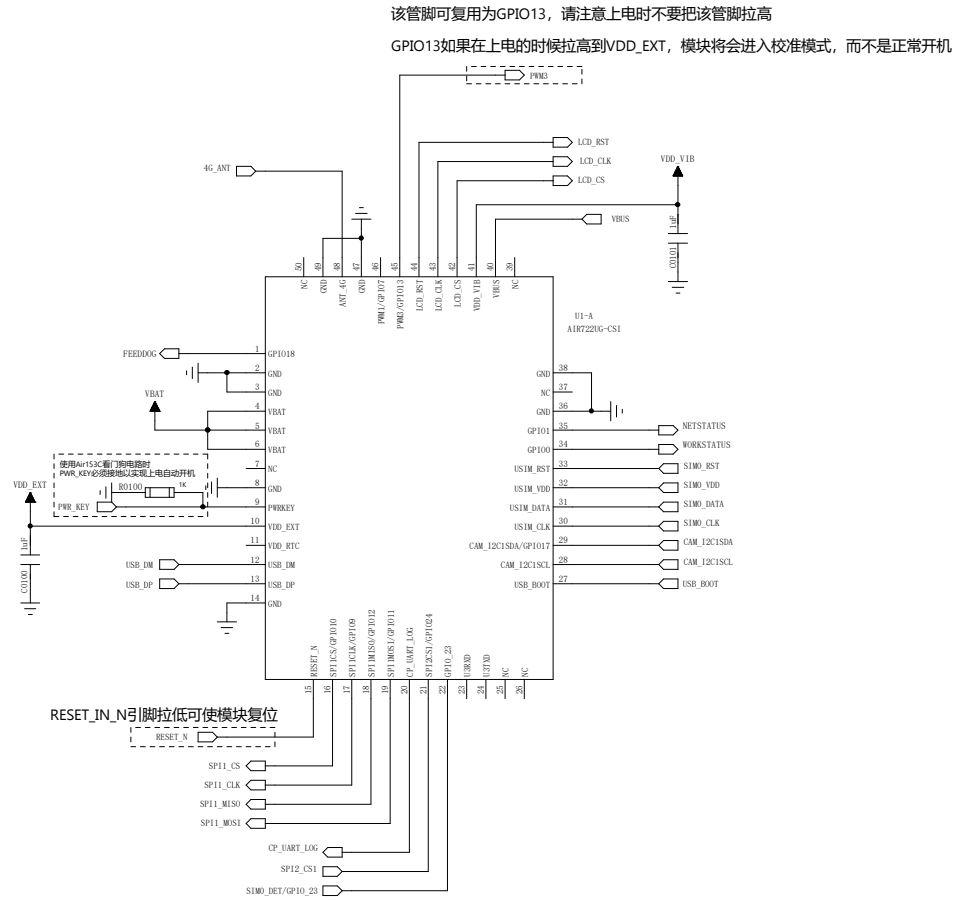 该管脚可复用为GPIO13，请注意上电时不要把该管脚拉高
GPIO13如果在上电的时候拉高到VDD_EXT，模块将会进入校准模式，而不是正常开机
PWM3
LCD_RST
LCD_CLK
LCD_CS
4G_ANT
VDD_VIB
VBUS
1uF
C0101
50
49
48
47
46
45
44
43
42
41
40
39
NC
GND
ANT_4G
GND
PWM1/GPIO7
PWM3/GPIO13
LCD_RST
LCD_CLK
LCD_CS
VDD_VIB
VBUS
NC
U1-A
AIR722UG-CSI
FEEDDOG
1 GPIO18
2 GND
3 GND
VBAT
4 VBAT
5 VBAT
6 VBAT
7 NC
8 GND
9 PWRKEY
10 VDD_EXT
11 VDD_RTC
12 USB_DM
13 USB_DP
14 GND
使用Air153C看门狗电路时
PWR_KEY必须接地以实现上电自动开机
R0100
1K
PWR_KEY
VDD_EXT
1uF
C0100
USB_DM
USB_DP
GND 38
NC 37
GND 36
GPIO1 35 NETSTATUS
GPIO0 34 WORKSTATUS
USIM_RST 33 SIM0_RST
USIM_VDD 32 SIM0_VDD
USIM_DATA 31 SIM0_DATA
USIM_CLK 30 SIM0_CLK
CAM_I2C1SDA/GPIO17 29 CAM_I2C1SDA
CAM_I2C1SCL 28 CAM_I2C1SCL
USB_BOOT 27 USB_BOOT
RESET_N
SPI1CS/GPIO10
SPI1CLK/GPIO9
SPI1MISO/GPIO12
SPI1MOSI/GPIO11
CP_UART_LOG
SPI2CS1/GPIO24
GPIO_23
U3RXD
U3TXD
NC
NC
15
16
17
18
19
20
21
22
23
24
25
26
RESET_IN_N引脚拉低可使模块复位
RESET_N
SPI1_CS
SPI1_CLK
SPI1_MISO
SPI1_MOSI
CP_UART_LOG
SPI2_CS1
SIM0_DET/GPIO_23